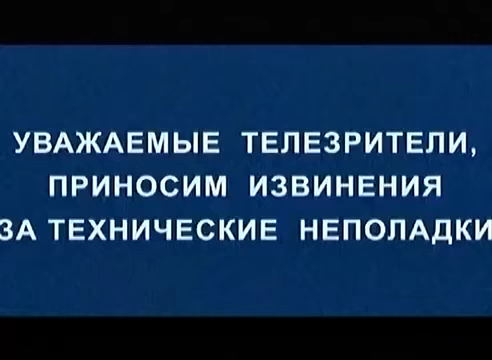 УВАЖАЕМЫЕ ТЕЛЕЗРИТЕЛИ,
ПРИНОСИМ ИЗВИНЕНИЯ
ЗА ТЕХНИЧЕСКИЕ НЕПОЛАДКИ